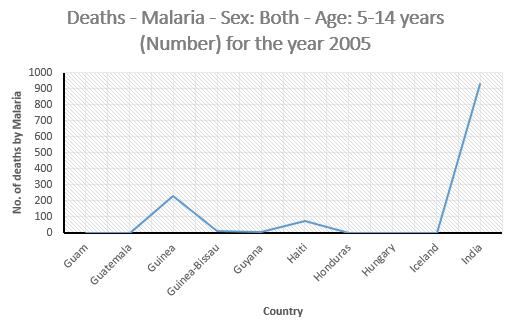 Deaths - Malaria - Sex: Both - Age: 5-14 years
(Number) for the year 2005
1000
900
800
700
600
500
400
300
200
100
0
No. of deaths by Malaria
Guam
Guatemala
Guinea
Guinea-Bissau
Guyana
Haiti
Honduras
Hungary
Iceland
India
Country